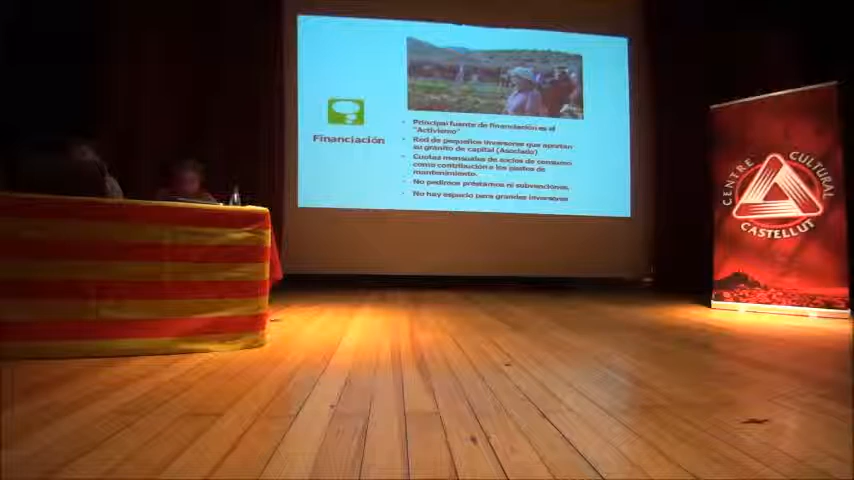 Financiación
• Principal fuente de financiación es el
"Activismo"
• Red de pequeños inversores que aportan
su granito de capital (Asociado)
• Cuotas mensuales de socios de consumo
como contribución a los gastos de
mantenimiento.
• No pedimos préstamos ni subvenciones.
• No hay espacio para grandes inversores
CENTRE CULTURAL
CASTELLUT